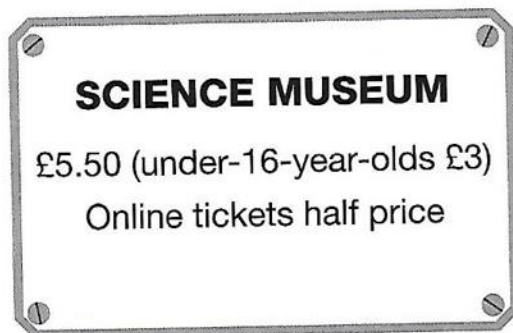 SCIENCE MUSEUM
£5.50 (under-16-year-olds £3)
Online tickets half price